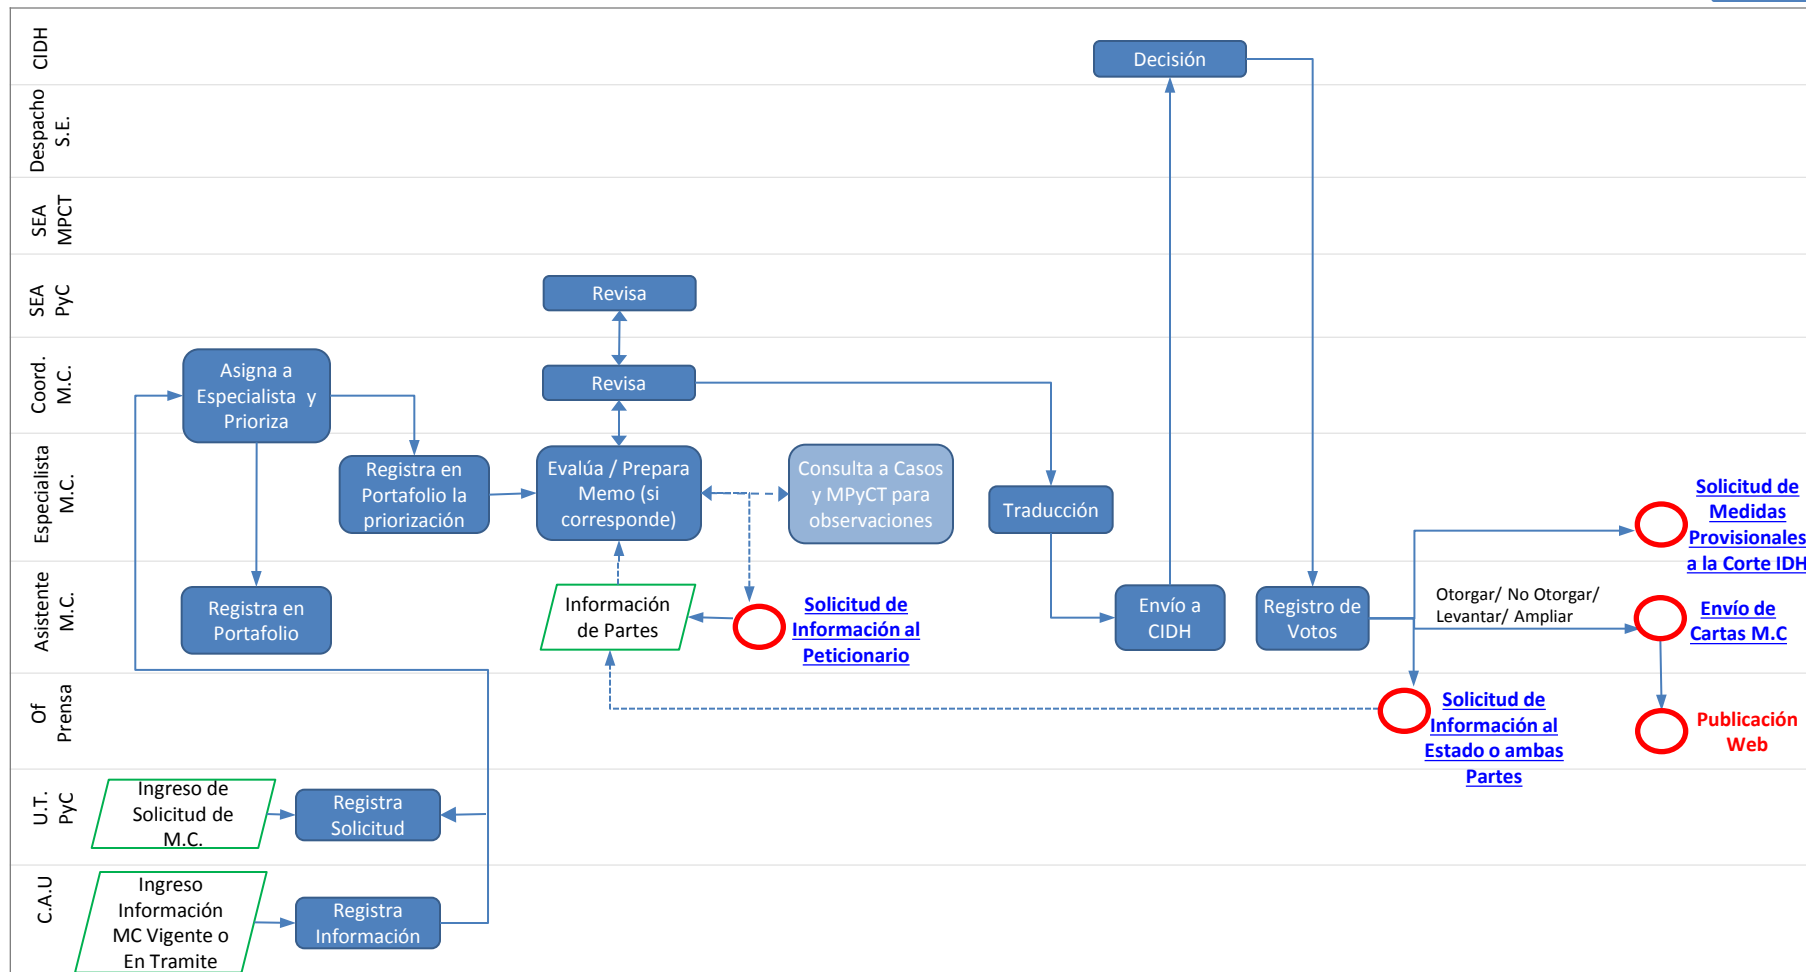 CIDH
Decisión
Despacho
S.E.
SEA
MPCT
SEA
PyC
Revisa
Coord.
M.C.
Asigna a
Especialista y
Prioriza
Revisa
Especialista
M.C.
Registra en
Portafolio la
priorización
Evalúa / Prepara
Memo (si
corresponde)
Consulta a Casos
y MPyCT para
observaciones
Traducción
Solicitud de
Medidas
Provisionales
a la Corte IDH
Asistente
M.C.
Registra en
Portafolio
Información
de Partes
Solicitud de
Información al
Peticionario
Envío a
CIDH
Registro de
Votos
Otorgar/ No Otorgar/
Levantar/ Ampliar
Envío de
Cartas M.C
Of
Prensa
Solicitud de
Información al
Estado o ambas
Partes
Publicación
Web
U.T.
PyC
Ingreso de
Solicitud de
M.C.
Registra
Solicitud
C.A.U
Ingreso
Información
MC Vigente o
En Tramite
Registra
Información